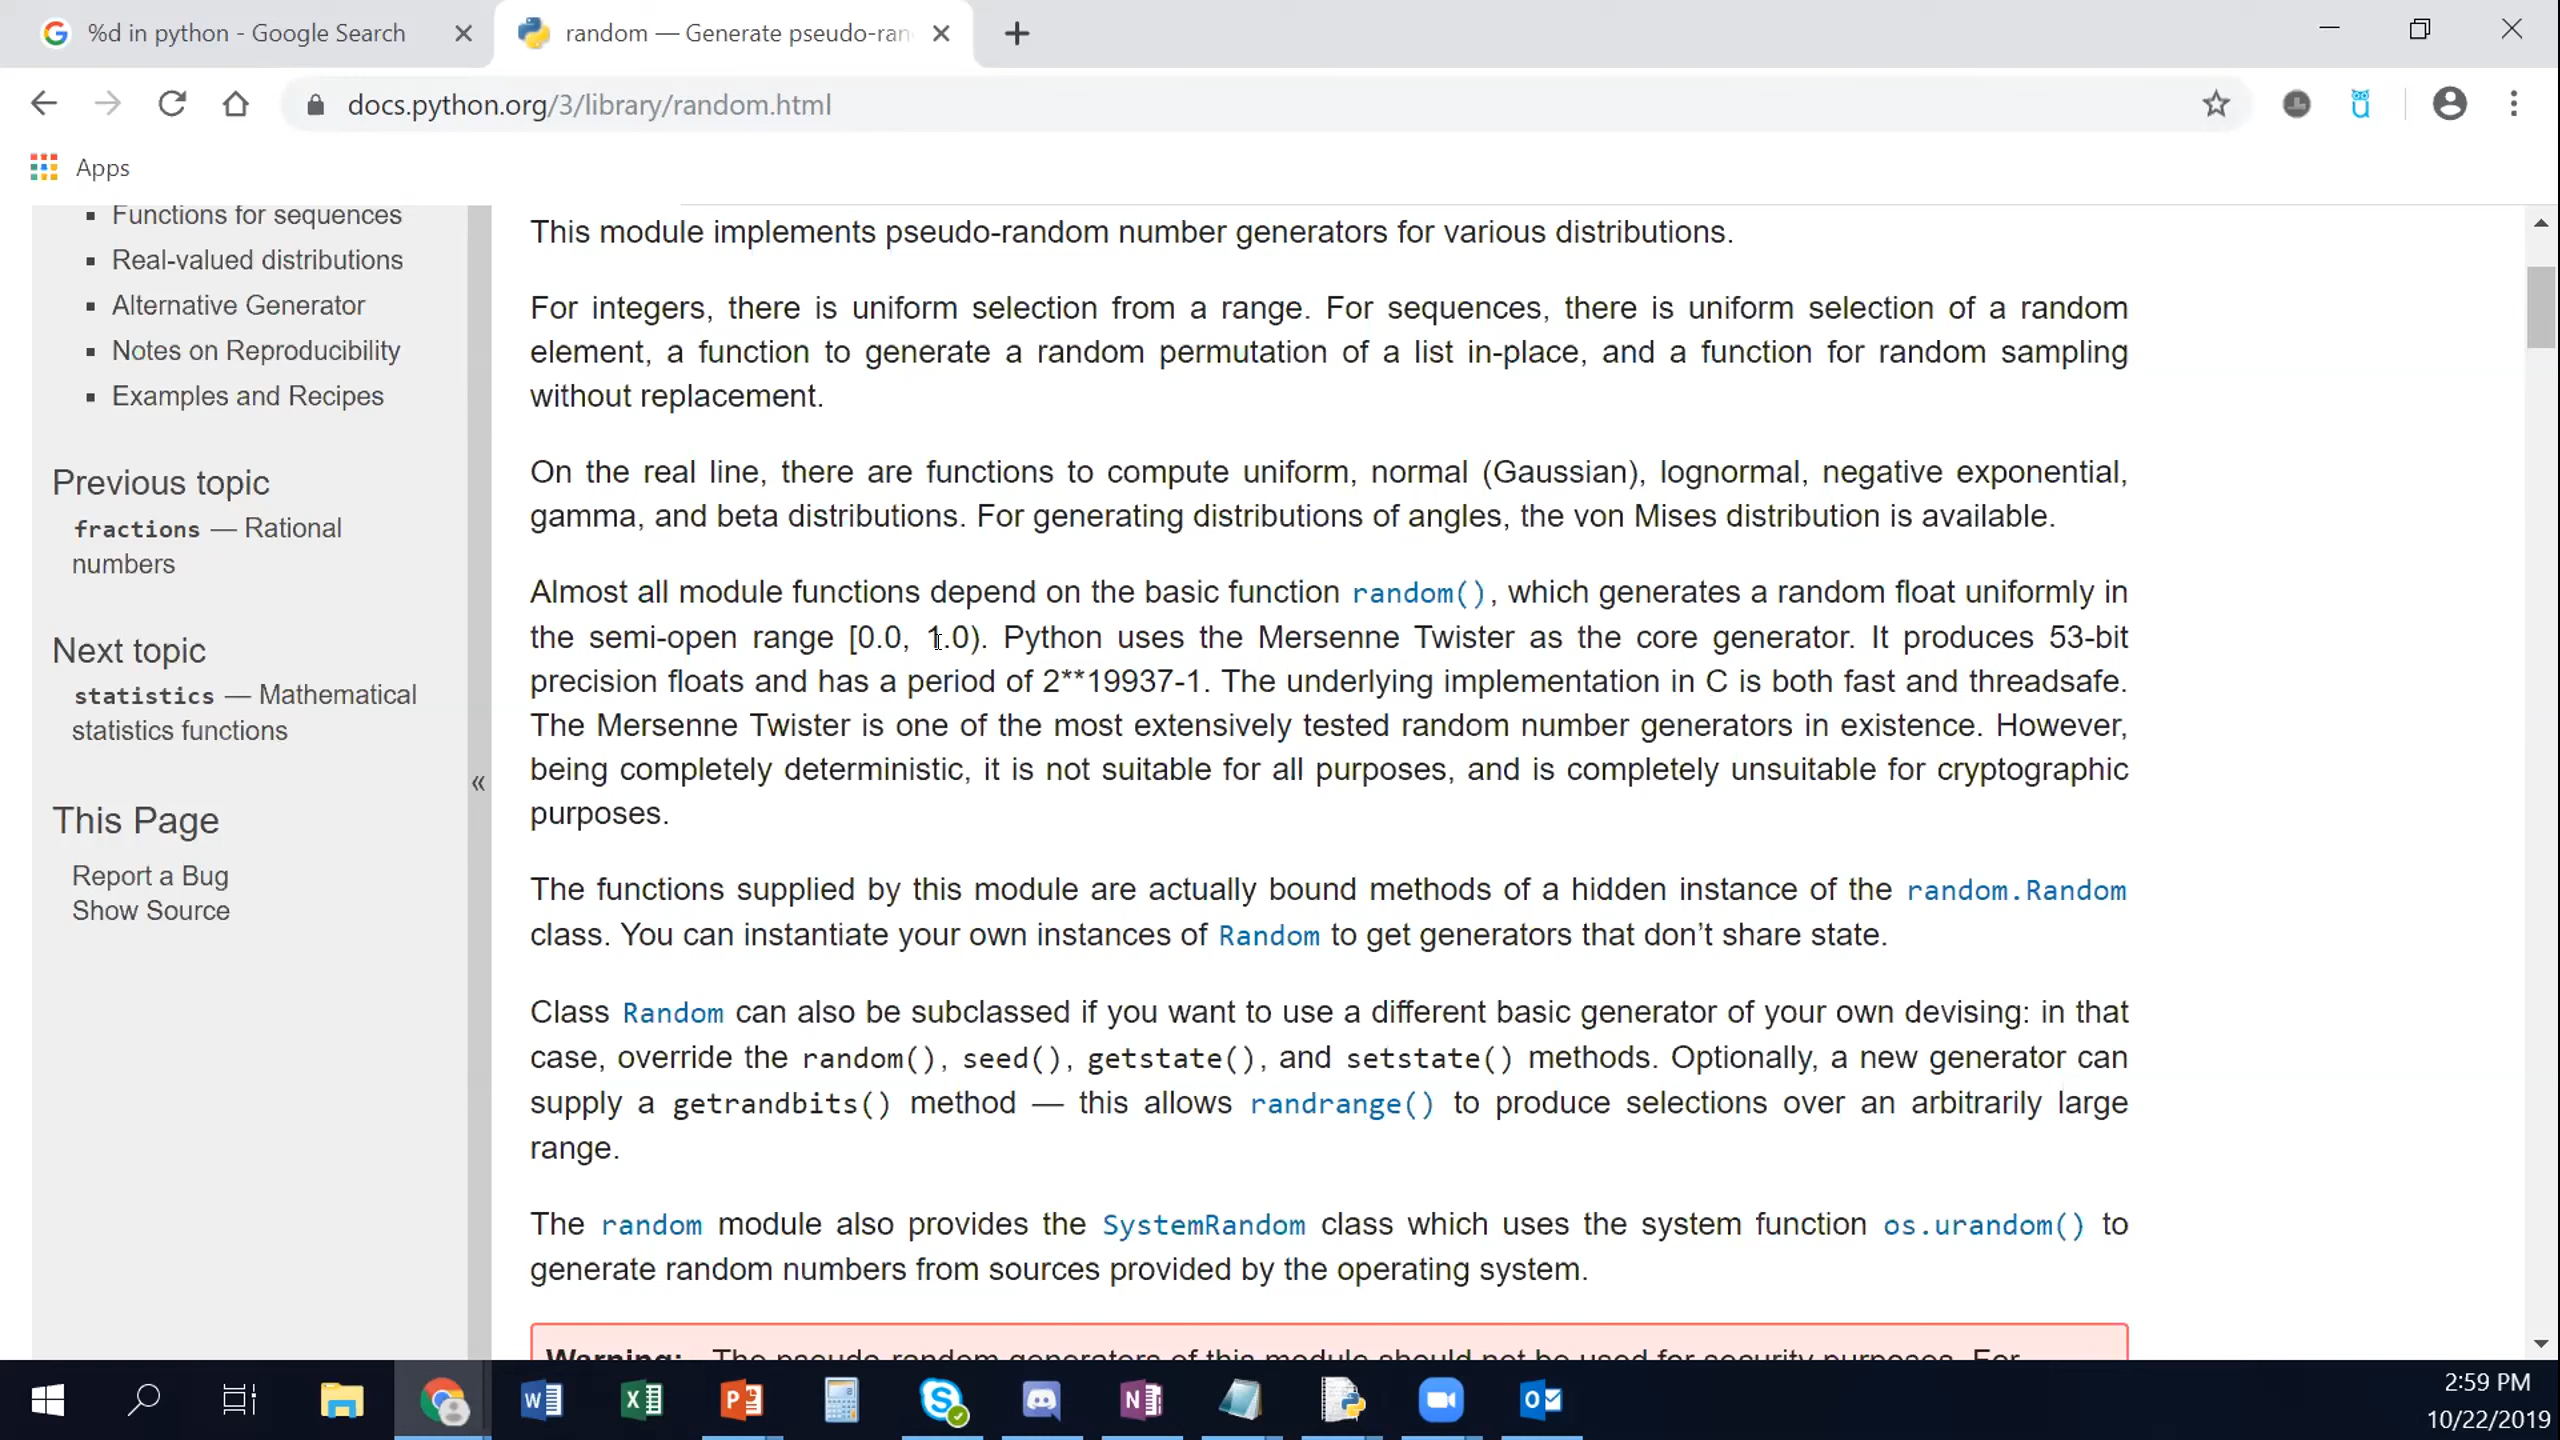 %d in python - Google Search
random — Generate pseudo-ran
docs.python.org/3/library/random.html
Apps
Functions for sequences
Real-valued distributions
Alternative Generator
Notes on Reproducibility
Examples and Recipes
Previous topic
fractions — Rational
numbers
Next topic
statistics — Mathematical
statistics functions
This Page
Report a Bug
Show Source
«
This module implements pseudo-random number generators for various distributions.
For integers, there is uniform selection from a range. For sequences, there is uniform selection of a random
element, a function to generate a random permutation of a list in-place, and a function for random sampling
without replacement.
On the real line, there are functions to compute uniform, normal (Gaussian), lognormal, negative exponential,
gamma, and beta distributions. For generating distributions of angles, the von Mises distribution is available.
Almost all module functions depend on the basic function random(), which generates a random float uniformly in
the semi-open range [0.0, 1.0). Python uses the Mersenne Twister as the core generator. It produces 53-bit
precision floats and has a period of 2**19937-1. The underlying implementation in C is both fast and threadsafe.
The Mersenne Twister is one of the most extensively tested random number generators in existence. However,
being completely deterministic, it is not suitable for all purposes, and is completely unsuitable for cryptographic
purposes.
The functions supplied by this module are actually bound methods of a hidden instance of the random.Random
class. You can instantiate your own instances of Random to get generators that don’t share state.
Class Random can also be subclassed if you want to use a different basic generator of your own devising: in that
case, override the random(), seed(), getstate(), and setstate() methods. Optionally, a new generator can
supply a getrandbits() method — this allows randrange() to produce selections over an arbitrarily large
range.
The random module also provides the SystemRandom class which uses the system function os.urandom() to
generate random numbers from sources provided by the operating system.
Warning: The pseudo-random generators of this module should not be used for security purposes. For
2:59 PM
10/22/2019